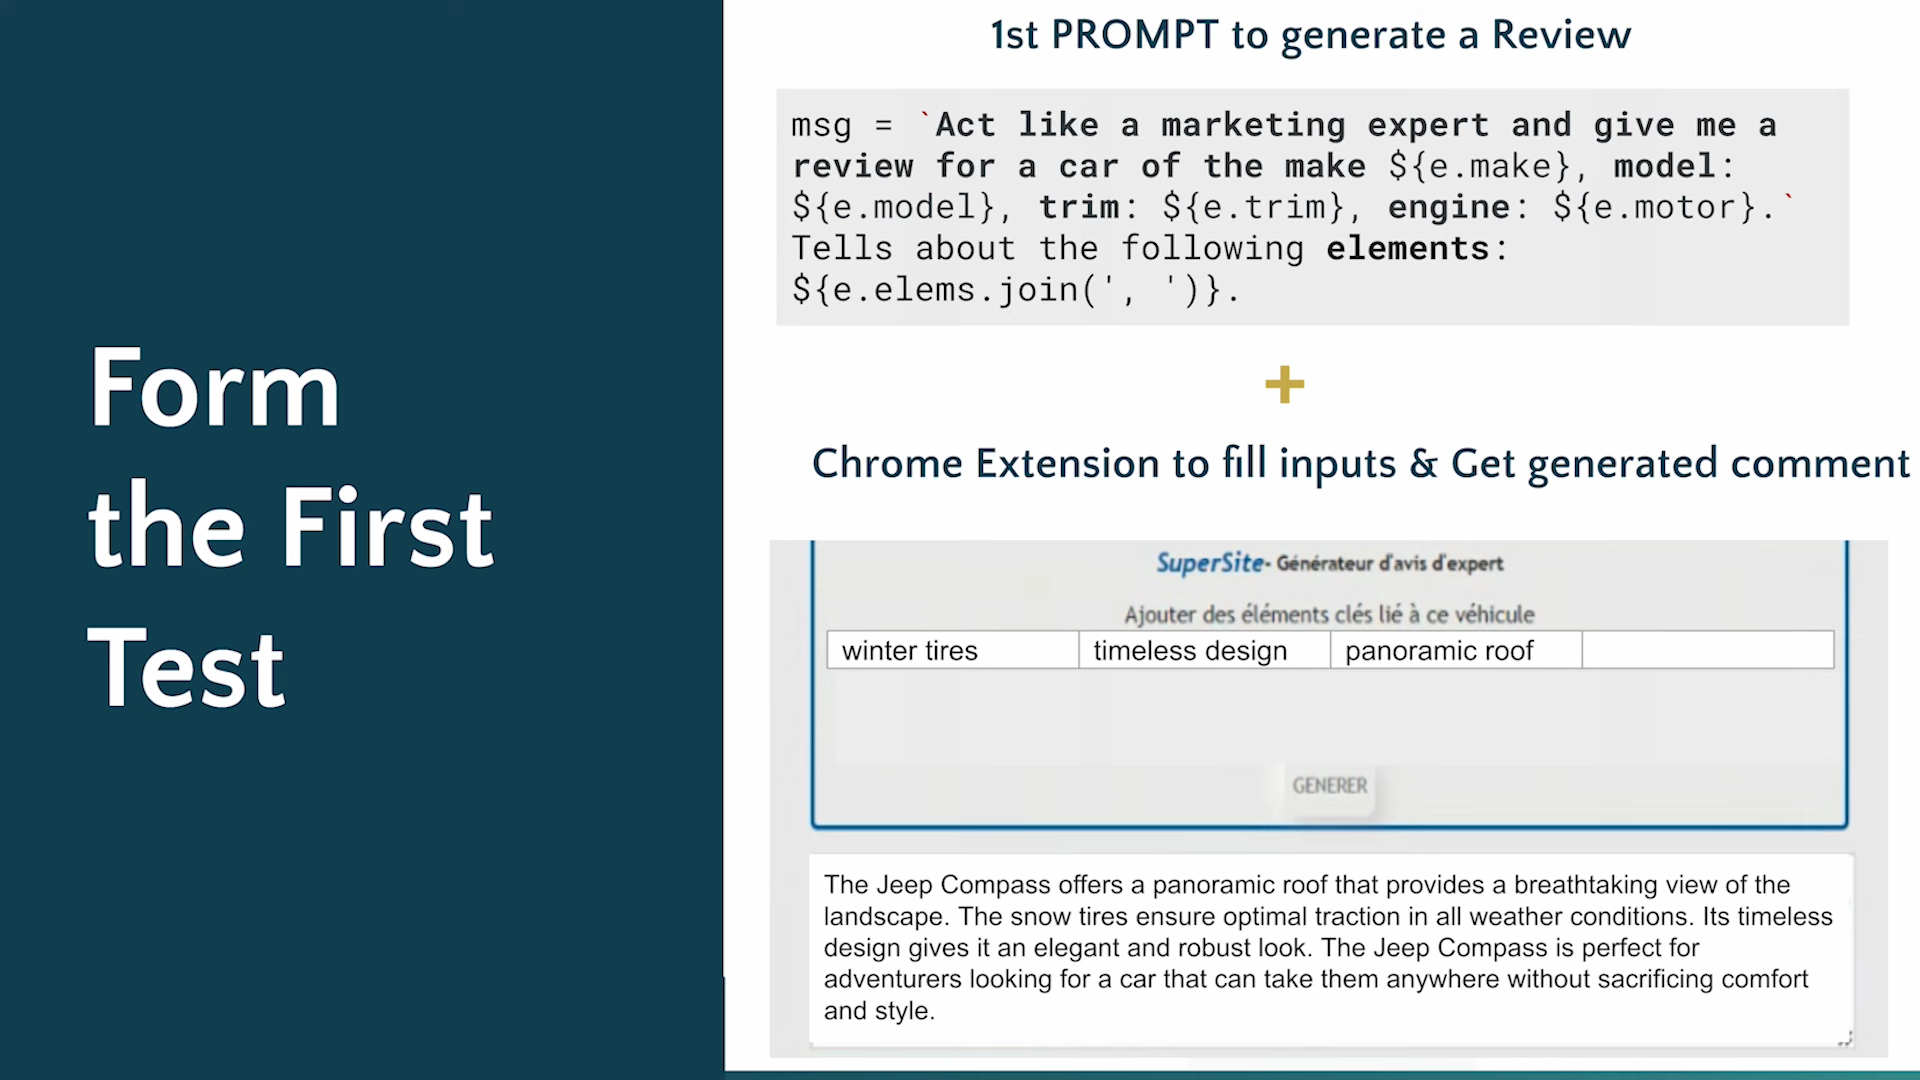 Form
the First
Test
1st PROMPT to generate a Review
msg = `Act like a marketing expert and give me a
review for a car of the make ${e.make}, model:
${e.model}, trim: ${e.trim}, engine: ${e.motor}.`
Tells about the following elements:
${e.elems.join(', ')}.
+
Chrome Extension to fill inputs & Get generated comment
SuperSite- Générateur d'avis d'expert
Ajouter des éléments clés lié à ce véhicule
winter tires timeless design panoramic roof
GENERER
The Jeep Compass offers a panoramic roof that provides a breathtaking view of the
landscape. The snow tires ensure optimal traction in all weather conditions. Its timeless
design gives it an elegant and robust look. The Jeep Compass is perfect for
adventurers looking for a car that can take them anywhere without sacrificing comfort
and style.